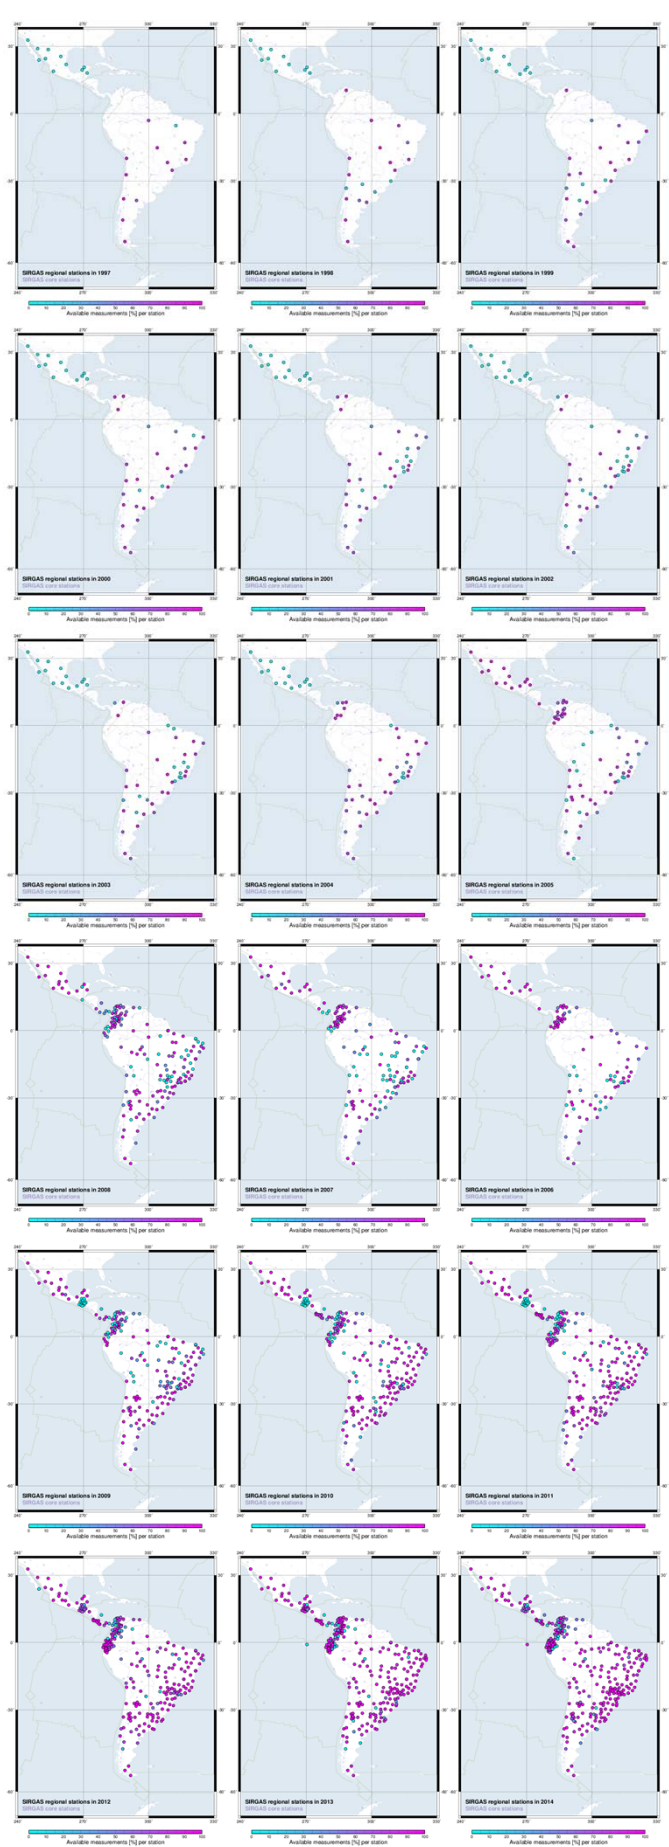 SIRGAS regional stations in 1997
SIRGAS core stations
Available measurements [%] per station
SIRGAS regional stations in 1998
SIRGAS core stations
Available measurements [%] per station
SIRGAS regional stations in 1999
SIRGAS core stations
Available measurements [%] per station
SIRGAS regional stations in 2000
SIRGAS core stations
Available measurements [%] per station
SIRGAS regional stations in 2001
SIRGAS core stations
Available measurements [%] per station
SIRGAS regional stations in 2002
SIRGAS core stations
Available measurements [%] per station
SIRGAS regional stations in 2003
SIRGAS core stations
Available measurements [%] per station
SIRGAS regional stations in 2004
SIRGAS core stations
Available measurements [%] per station
SIRGAS regional stations in 2005
SIRGAS core stations
Available measurements [%] per station
SIRGAS regional stations in 2008
SIRGAS core stations
Available measurements [%] per station
SIRGAS regional stations in 2007
SIRGAS core stations
Available measurements [%] per station
SIRGAS regional stations in 2006
SIRGAS core stations
Available measurements [%] per station
SIRGAS regional stations in 2009
SIRGAS core stations
Available measurements [%] per station
SIRGAS regional stations in 2010
SIRGAS core stations
Available measurements [%] per station
SIRGAS regional stations in 2011
SIRGAS core stations
Available measurements [%] per station
SIRGAS regional stations in 2012
SIRGAS core stations
Available measurements [%] per station
SIRGAS regional stations in 2013
SIRGAS core stations
Available measurements [%] per station
SIRGAS regional stations in 2014
SIRGAS core stations
Available measurements [%] per station